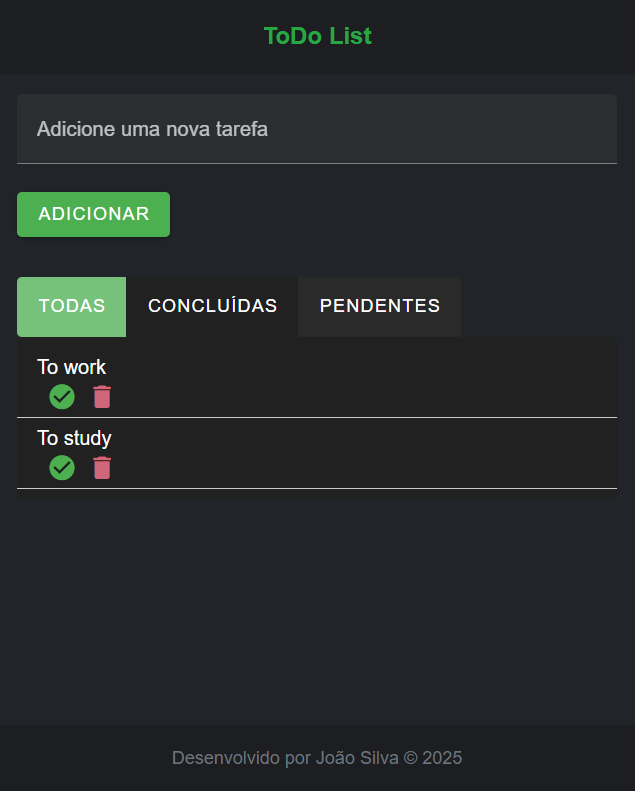 ToDo List
Adicione uma nova tarefa
ADICIONAR
TODAS CONCLUÍDAS PENDENTES
To work
To study
Desenvolvido por João Silva © 2025